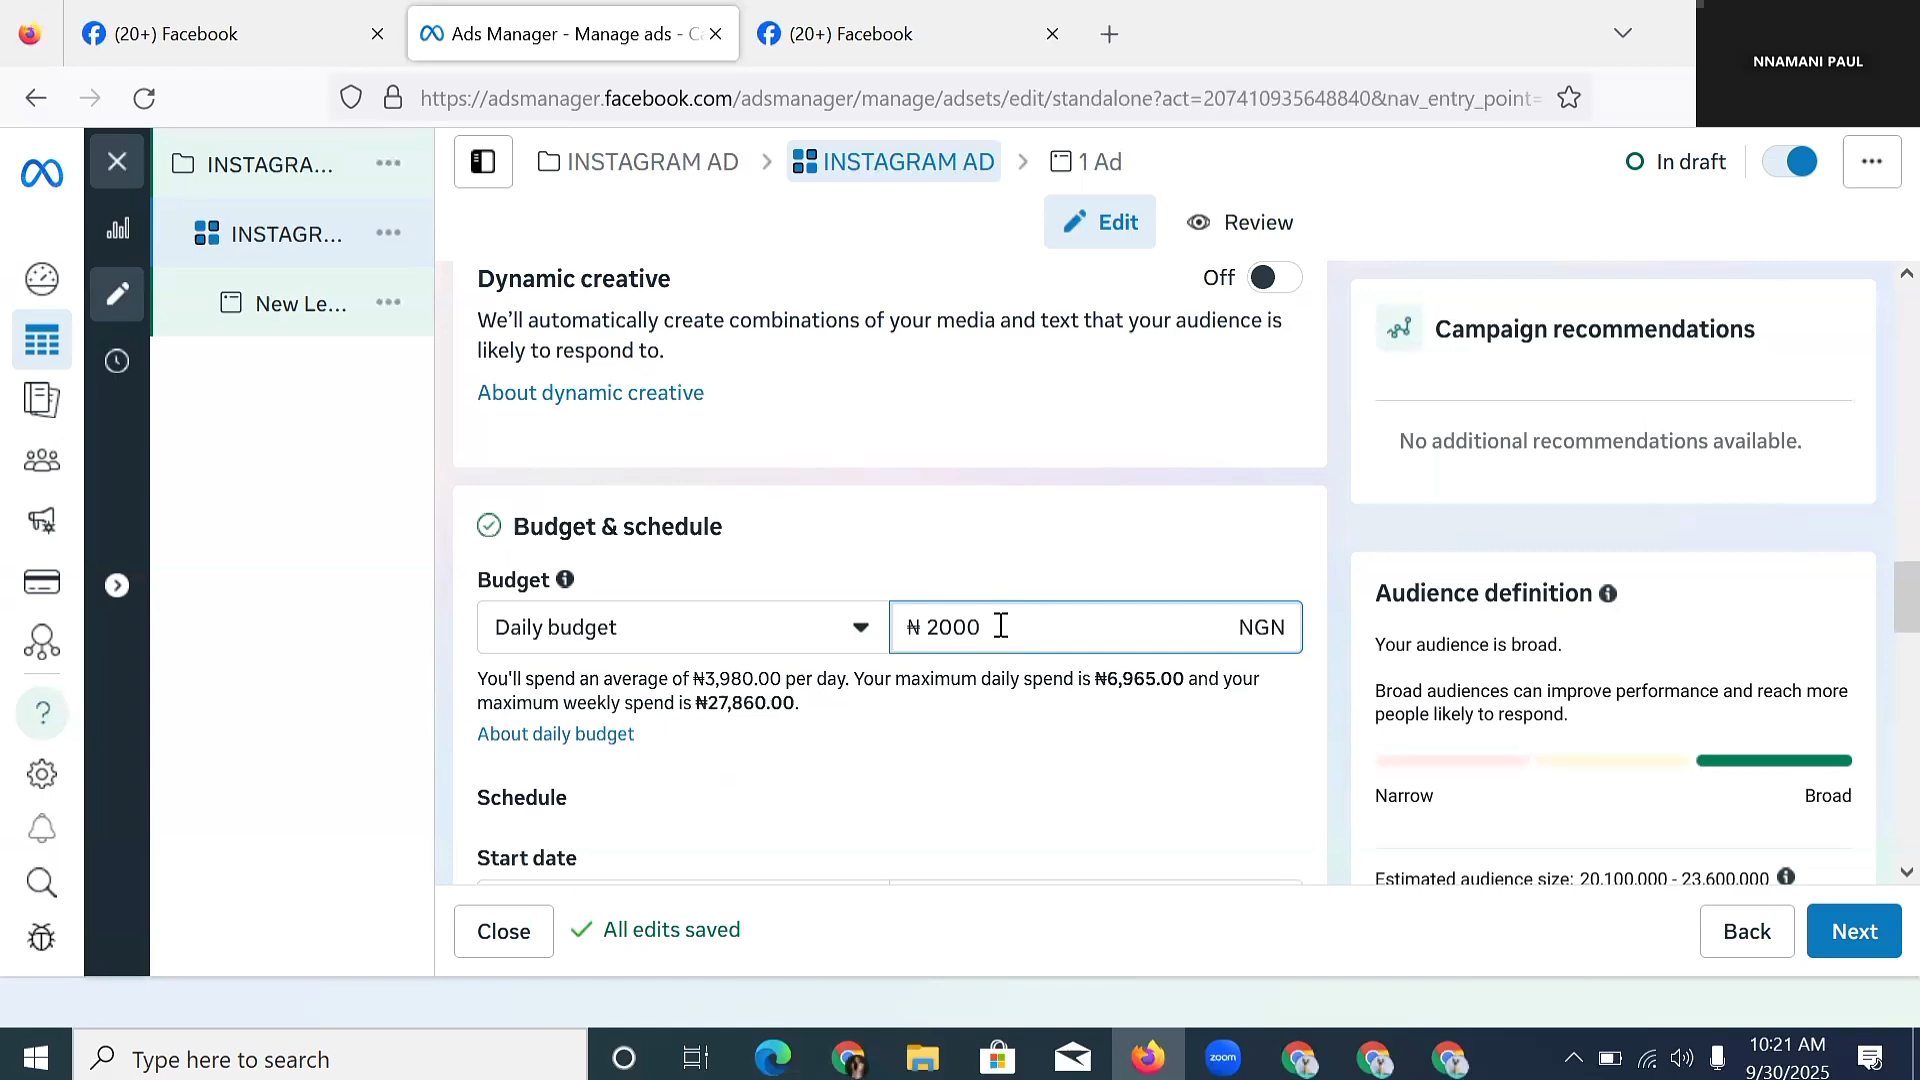 (20+) Facebook
Ads Manager - Manage ads - C
(20+) Facebook
NNAMANI PAUL
https://adsmanager.facebook.com/adsmanager/manage/adsets/edit/standalone?act=207410935648840&nav_entry_point=
INSTAGRA...
INSTAGRAM AD
INSTAGRAM AD
1 Ad
In draft
INSTAGR...
Edit
Review
New Le...
Dynamic creative
Off
We'll automatically create combinations of your media and text that your audience is
likely to respond to.
About dynamic creative
Campaign recommendations
No additional recommendations available.
Budget & schedule
Budget
Daily budget
₦ 2000
NGN
You'll spend an average of ₦3,980.00 per day. Your maximum daily spend is ₦6,965.00 and your
maximum weekly spend is ₦27,860.00.
About daily budget
Schedule
Start date
Audience definition
Your audience is broad.
Broad audiences can improve performance and reach more
people likely to respond.
Narrow
Broad
Estimated audience size: 20,100,000 - 23,600,000
Close
All edits saved
Back
Next
Type here to search
zoom
10:21 AM
9/30/2025